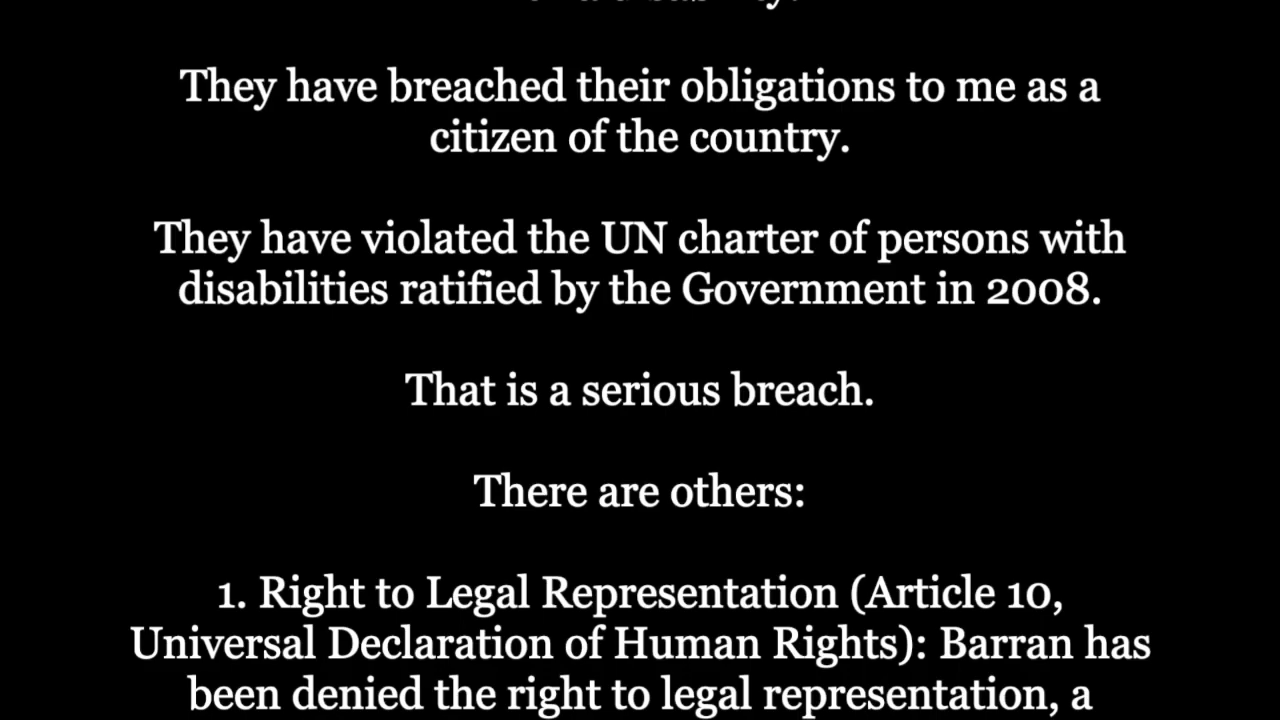 They have breached their obligations to me as a
citizen of the country.
They have violated the UN charter of persons with
disabilities ratified by the Government in 2008.
That is a serious breach.
There are others:
1. Right to Legal Representation (Article 10,
Universal Declaration of Human Rights): Barran has
been denied the right to legal representation, a